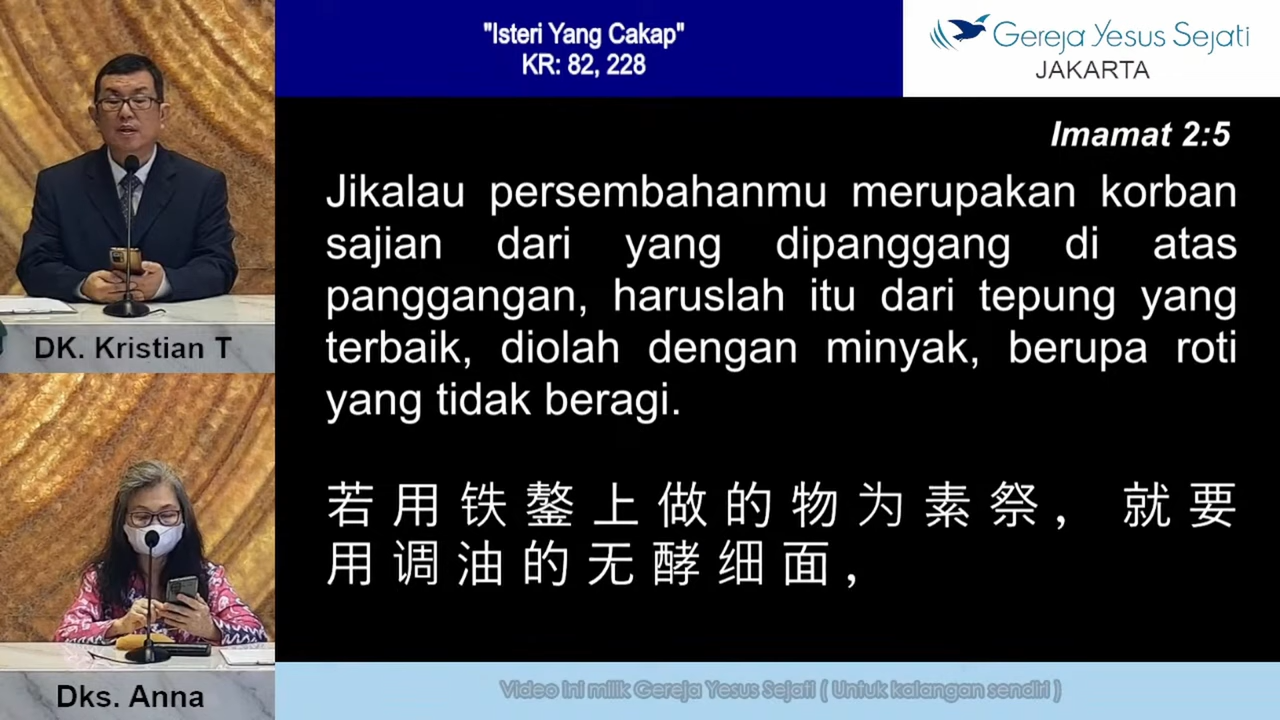 "Isteri Yang Cakap"
KR: 82, 228
Gereja Yesus Sejati
JAKARTA
Imamat 2:5
Jikalau persembahanmu merupakan korban
sajian dari yang dipanggang di atas
panggangan, haruslah itu dari tepung yang
terbaik, diolah dengan minyak, berupa roti
yang tidak beragi.
若用铁鏊上做的物为素祭，就要
用调油的无酵细面，
DK. Kristian T
Dks. Anna
Video ini milik Gereja Yesus Sejati ( Untuk kalangan sendiri )